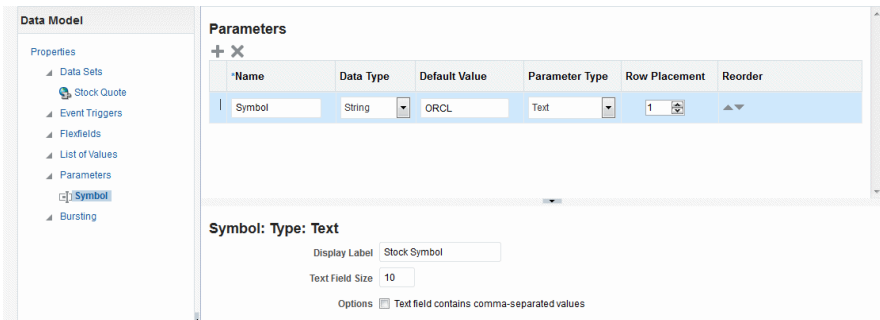 Data Model
Properties
Data Sets
Stock Quote
Event Triggers
Flexfields
List of Values
Parameters
Symbol
Bursting
Parameters
*Name Data Type Default Value Parameter Type Row Placement Reorder
Symbol String ORCL Text 1
Symbol: Type: Text
Display Label Stock Symbol
Text Field Size 10
Options Text field contains comma-separated values